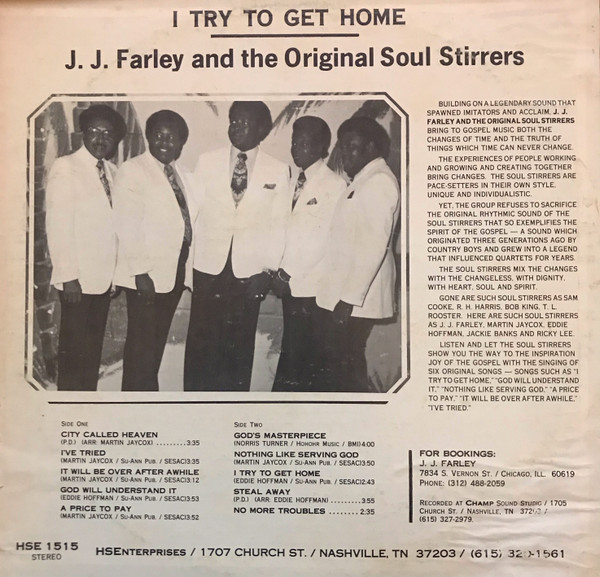 I TRY TO GET HOME
J. J. Farley and the Original Soul Stirrers
BUILDING ON A LEGENDARY SOUND THAT
SPAWNED IMITATORS AND ACCLAIM, J. J.
FARLEY AND THE ORIGINAL SOUL STIRRERS
BRING TO GOSPEL MUSIC BOTH THE
CHANGES OF TIME AND THE TRUTH OF
THINGS WHICH TIME CAN NEVER CHANGE.
THE EXPERIENCES OF PEOPLE WORKING
AND GROWING AND CREATING TOGETHER
BRING CHANGES. THE SOUL STIRRERS ARE
PACE-SETTERS IN THEIR OWN STYLE,
UNIQUE AND INDIVIDUALISTIC.
YET, THE GROUP REFUSES TO SACRIFICE
THE ORIGINAL RHYTHMIC SOUND OF THE
SOUL STIRRERS THAT SO EXEMPLIFIES THE
SPIRIT OF THE GOSPEL — A SOUND WHICH
ORIGINATED THREE GENERATIONS AGO BY
COUNTRY BOYS AND GREW INTO A LEGEND
THAT INFLUENCED QUARTETS FOR YEARS.
THE SOUL STIRRERS MIX THE CHANGES
WITH THE CHANGELESS, WITH DIGNITY,
WITH HEART, SOUL AND SPIRIT.
GONE ARE SUCH SOUL STIRRERS AS SAM
COOKE, R. H. HARRIS, BOB KING, T. L.
ROOSTER. HERE ARE SUCH SOUL STIRRERS
AS J. J. FARLEY, MARTIN JAYCOX, EDDIE
HOFFMAN, JACKIE BANKS AND RICKY LEE.
LISTEN AND LET THE SOUL STIRRERS
SHOW YOU THE WAY TO THE INSPIRATION
JOY OF THE GOSPEL WITH THE SINGING OF
SIX ORIGINAL SONGS — SONGS SUCH AS "I
TRY TO GET HOME," "GOD WILL UNDERSTAND
IT," "NOTHING LIKE SERVING GOD," "A PRICE
TO PAY," "IT WILL BE OVER AFTER AWHILE,"
"I'VE TRIED."
SIDE ONE
CITY CALLED HEAVEN
(P.D.) (ARR: MARTIN JAYCOX) .........3:35
I'VE TRIED
(MARTIN JAYCOX / SU-ANN PUB. / SESAC)3:35
IT WILL BE OVER AFTER AWHILE
(MARTIN JAYCOX / SU-ANN PUB. / SESAC)3:12
GOD WILL UNDERSTAND IT
(EDDIE HOFFMAN / SU-ANN PUB. / SESAC)3:53
A PRICE TO PAY
(MARTIN JAYCOX / SU-ANN PUB. / SESAC)3:52
SIDE TWO
GOD'S MASTERPIECE
(NORRIS TURNER / HOHOHR MUSIC / BMI)4:00
NOTHING LIKE SERVING GOD
(MARTIN JAYCOX / SU-ANN PUB. / SESAC)3:50
I TRY TO GET HOME
(EDDIE HOFFMAN / SU-ANN PUB. / SESAC)2:43
STEAL AWAY
(P.D.) (ARR: EDDIE HOFFMAN) .........3:55
NO MORE TROUBLES ........2:35
FOR BOOKINGS:
J. J. FARLEY
7834 S. VERNON ST. / CHICAGO, ILL. 60619
PHONE: (312) 488-2059
RECORDED AT CHAMP SOUND STUDIO / 1705
CHURCH ST. / NASHVILLE, TN
(615) 327-2979.
HSE 1515
STEREO
HSENTERPRISES / 1707 CHURCH ST. / NASHVILLE, TN 37203 / (615)